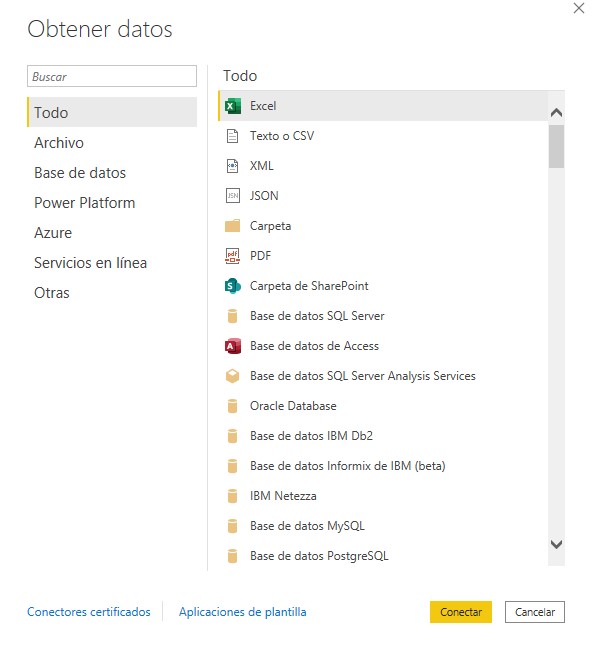 Obtener datos
Buscar
Todo
Archivo
Base de datos
Power Platform
Azure
Servicios en línea
Otras
Todo
Excel
Texto o CSV
XML
JSON
JSON
Carpeta
PDF
PDF
Carpeta de SharePoint
Base de datos SQL Server
Base de datos de Access
Base de datos SQL Server Analysis Services
Oracle Database
Base de datos IBM Db2
Base de datos Informix de IBM (beta)
IBM Netezza
Base de datos MySQL
Base de datos PostgreSQL
Conectores certificados
Aplicaciones de plantilla
Conectar
Cancelar